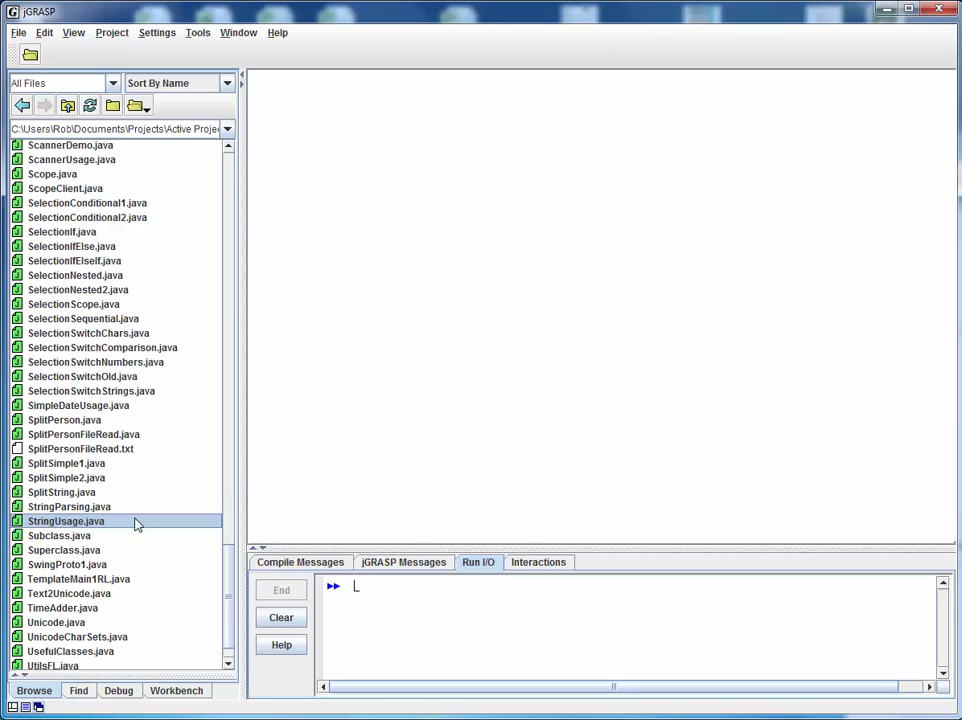 jGRASP
File Edit View Project Settings Tools Window Help
All Files Sort By Name
C:\Users\Rob\Documents\Projects\Active Projec
ScannerDemo.java
ScannerUsage.java
Scope.java
ScopeClient.java
SelectionConditional1.java
SelectionConditional2.java
SelectionIf.java
SelectionIfElse.java
SelectionIfElseIf.java
SelectionNested.java
SelectionNested2.java
SelectionScope.java
SelectionSequential.java
SelectionSwitchChars.java
SelectionSwitchComparison.java
SelectionSwitchNumbers.java
SelectionSwitchOld.java
SelectionSwitchStrings.java
SimpleDateUsage.java
SplitPerson.java
SplitPersonFileRead.java
SplitPersonFileRead.txt
SplitSimple1.java
SplitSimple2.java
SplitString.java
StringParsing.java
StringUsage.java
Subclass.java
Superclass.java
SwingProto1.java
TemplateMain1RL.java
Text2Unicode.java
TimeAdder.java
Unicode.java
UnicodeCharSets.java
UsefulClasses.java
UtilsFL.java
Browse Find Debug Workbench
Compile Messages jGRASP Messages Run I/O Interactions
End
Clear
Help